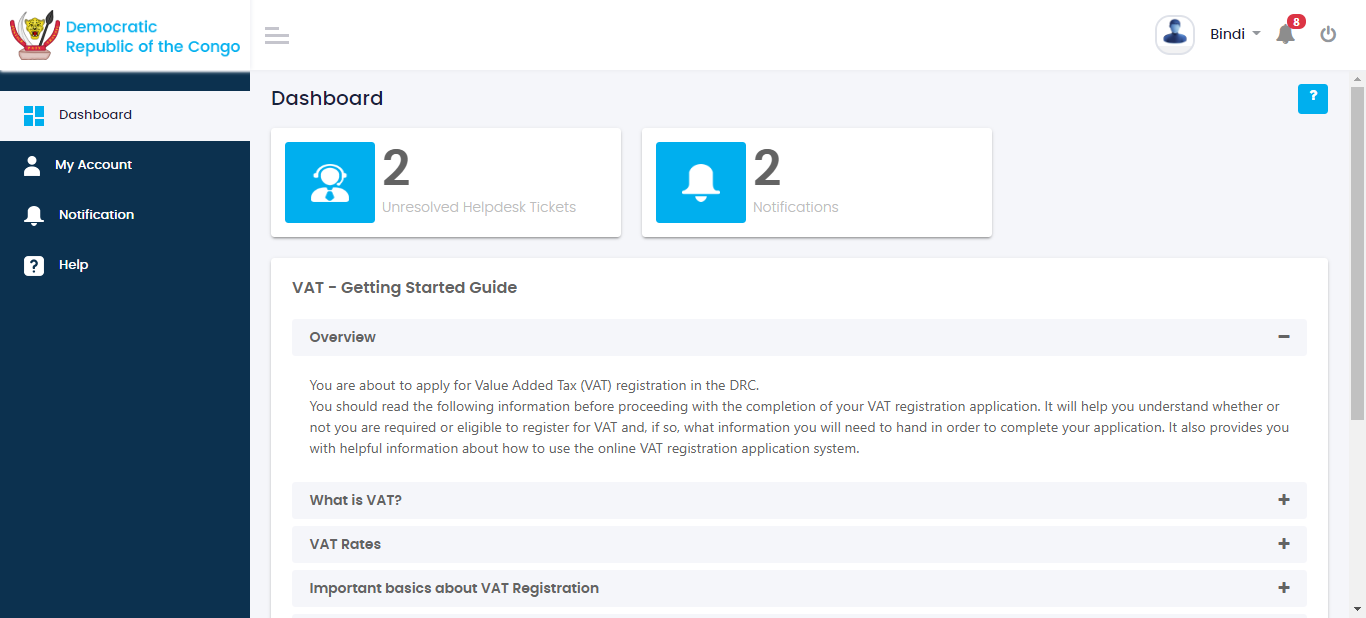 Democratic
Republic of the Congo
Bindi
8
Dashboard
My Account
Notification
Help
Dashboard
?
2
Unresolved Helpdesk Tickets
2
Notifications
VAT - Getting Started Guide
Overview
You are about to apply for Value Added Tax (VAT) registration in the DRC.
You should read the following information before proceeding with the completion of your VAT registration application. It will help you understand whether or
not you are required or eligible to register for VAT and, if so, what information you will need to hand in order to complete your application. It also provides you
with helpful information about how to use the online VAT registration application system.
What is VAT?
VAT Rates
Important basics about VAT Registration